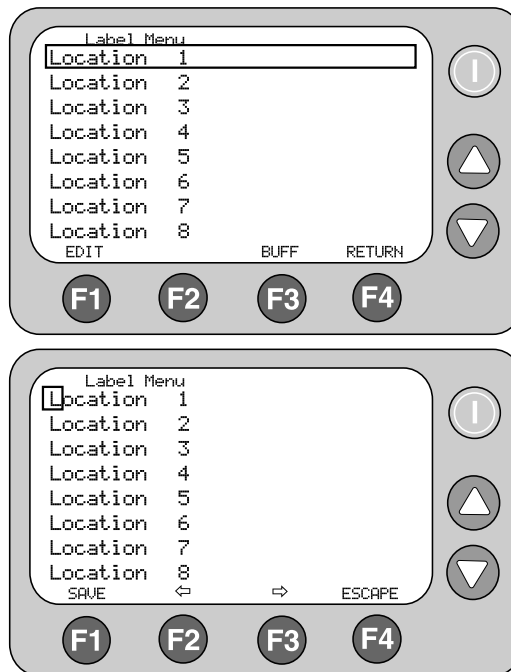 Label Menu
Location 1
Location 2
Location 3
Location 4
Location 5
Location 6
Location 7
Location 8
EDIT BUFF RETURN
F1 F2 F3 F4
Label Menu
Location 1
Location 2
Location 3
Location 4
Location 5
Location 6
Location 7
Location 8
SAVE ⇦ ⇨ ESCAPE
F1 F2 F3 F4